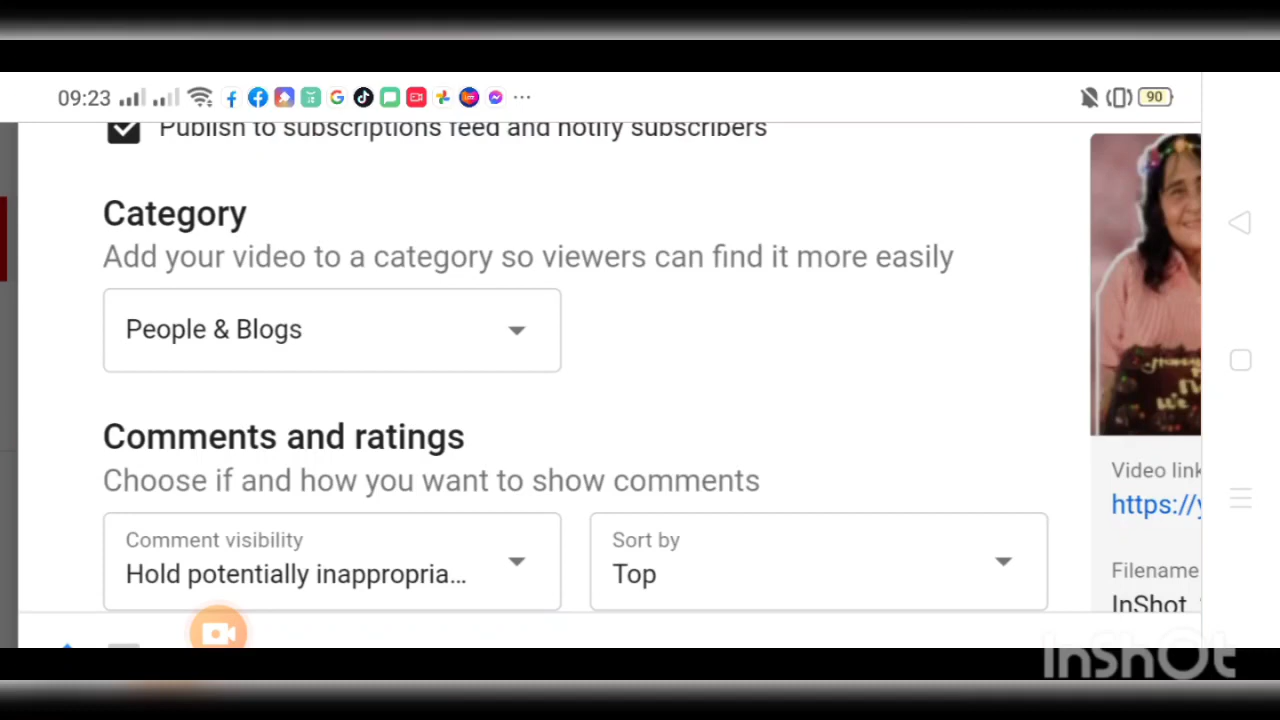 09:23
90
Publish to subscriptions feed and notify subscribers
Category
Add your video to a category so viewers can find it more easily
People & Blogs
Comments and ratings
Choose if and how you want to show comments
Comment visibility
Hold potentially inappropria...
Sort by
Top
Video link
https://y
Filename
InShot
InShOt